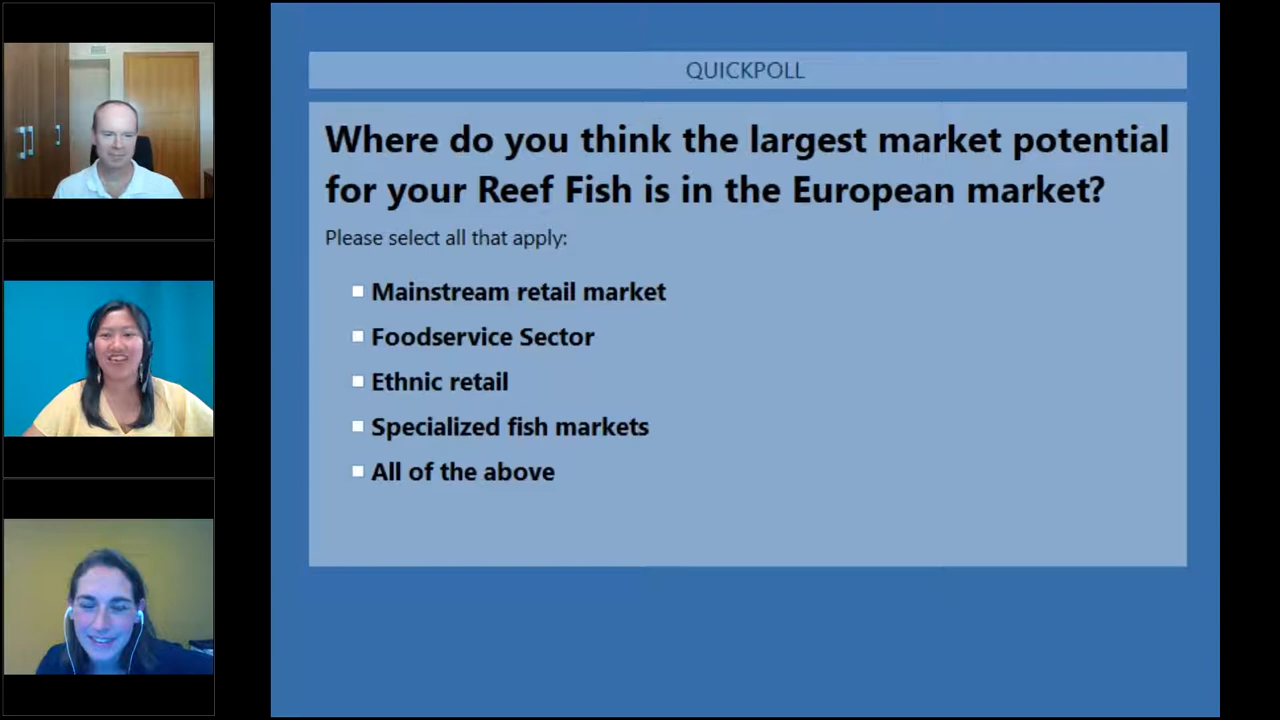 QUICKPOLL
Where do you think the largest market potential
for your Reef Fish is in the European market?
Please select all that apply:
Mainstream retail market
Foodservice Sector
Ethnic retail
Specialized fish markets
All of the above